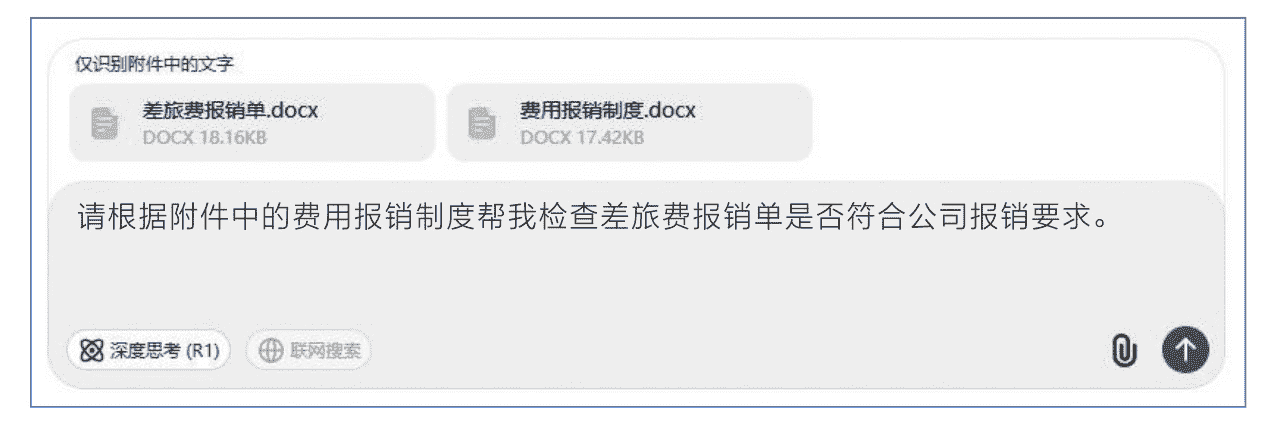 仅识别附件中的文字
差旅费报销单.docx
DOCX 18.16KB
费用报销制度.docx
DOCX 17.42KB
请根据附件中的费用报销制度帮我检查差旅费报销单是否符合公司报销要求。
深度思考 (R1)
联网搜索